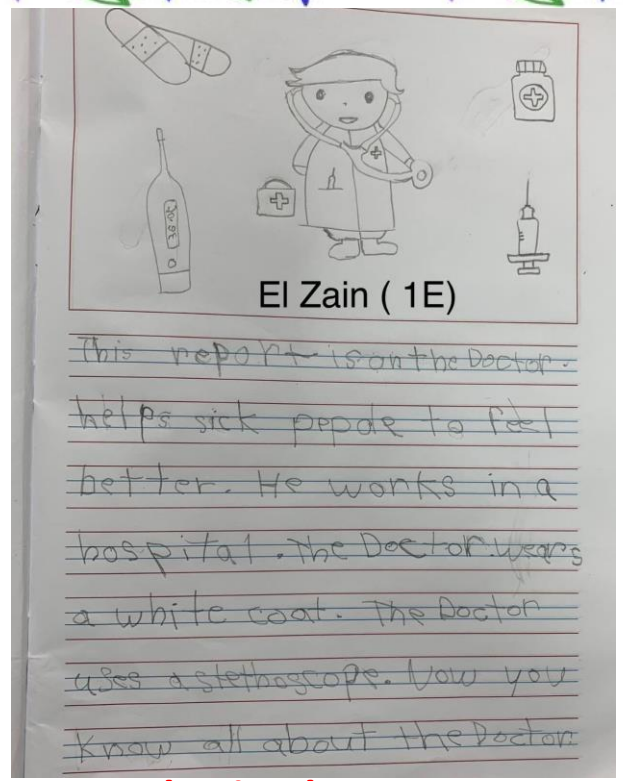 El Zain ( 1E)
This report is on the Doctor.
helps sick pepole to feel
better. He works in a
hospital. The Doctor wears
a white coat. The Doctor
uses a stethoscope. Now you
know all about the Doctor